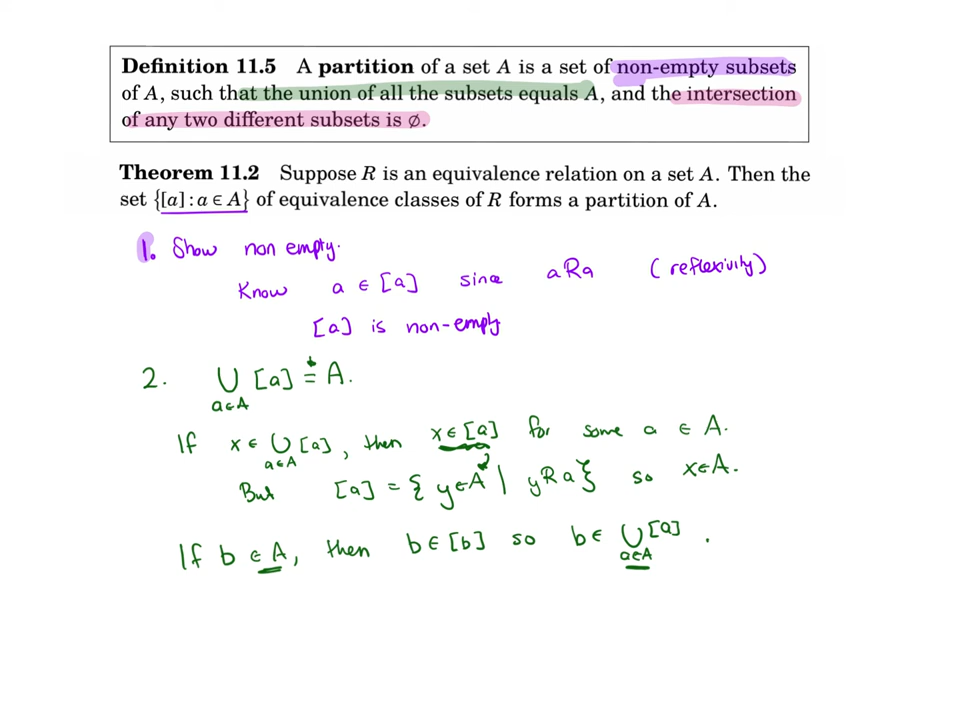 Definition 11.5 A partition of a set A is a set of non-empty subsets
of A, such that the union of all the subsets equals A, and the intersection
of any two different subsets is ∅.
Theorem 11.2 Suppose R is an equivalence relation on a set A. Then the
set {[a] : a ∈ A} of equivalence classes of R forms a partition of A.
1. Show non empty.
Know a ∈ [a] since aRa (reflexivity)
[a] is non-empty
2. ∪ [a] = A.
a∈A
If x ∈ ∪ [a], then x ∈ [a] for some a ∈ A.
a∈A
But [a] = { y ∈ A | yRa} so x∈A.
If b ∈ A, then b ∈ [b] so b ∈ ∪ [a].
a∈A